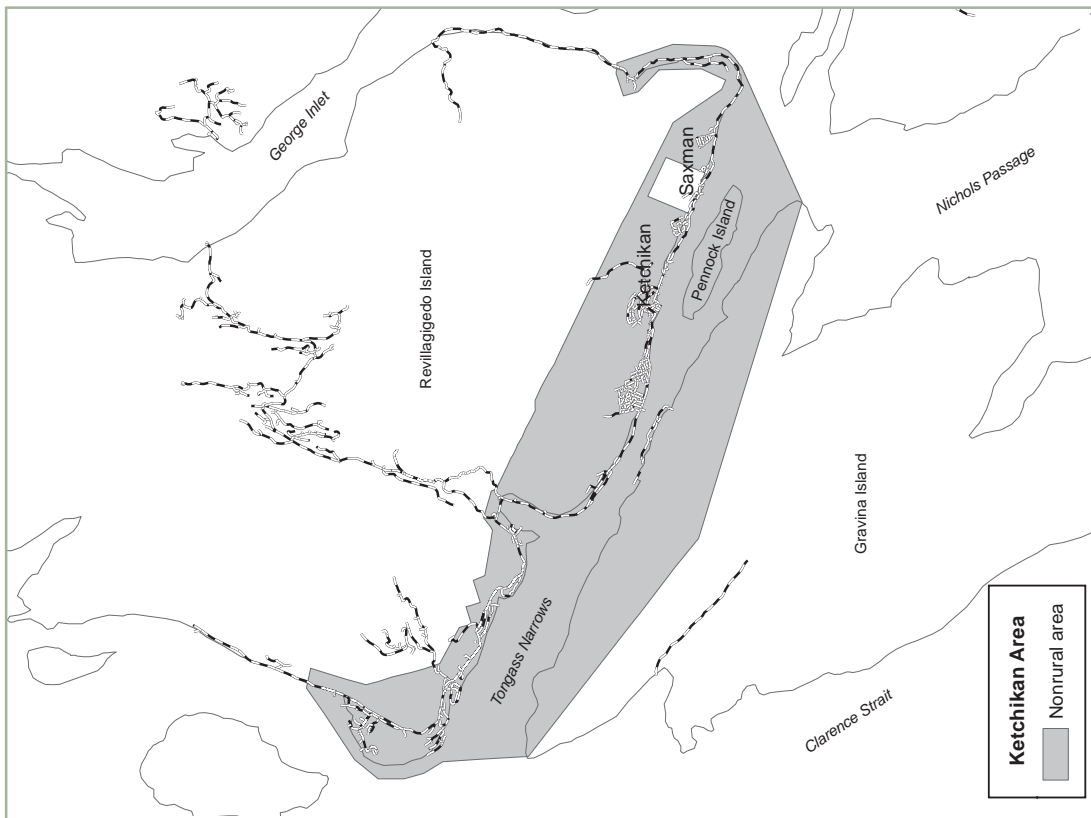 George Inlet
Revillagigedo Island
Saxman
Ketchikan
Pennock Island
Nichols Passage
Tongass Narrows
Gravina Island
Clarence Strait
Ketchikan Area
Nonrural area